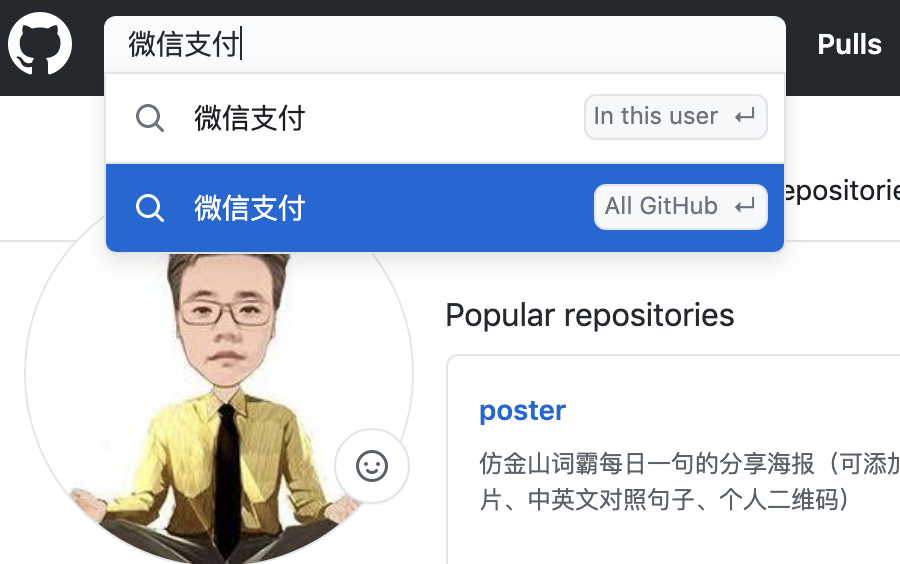 微信支付
Pulls
微信支付 In this user
微信支付 All GitHub
epositorie
Popular repositories
poster
仿金山词霸每日一句的分享海报（可添加
片、中英文对照句子、个人二维码）